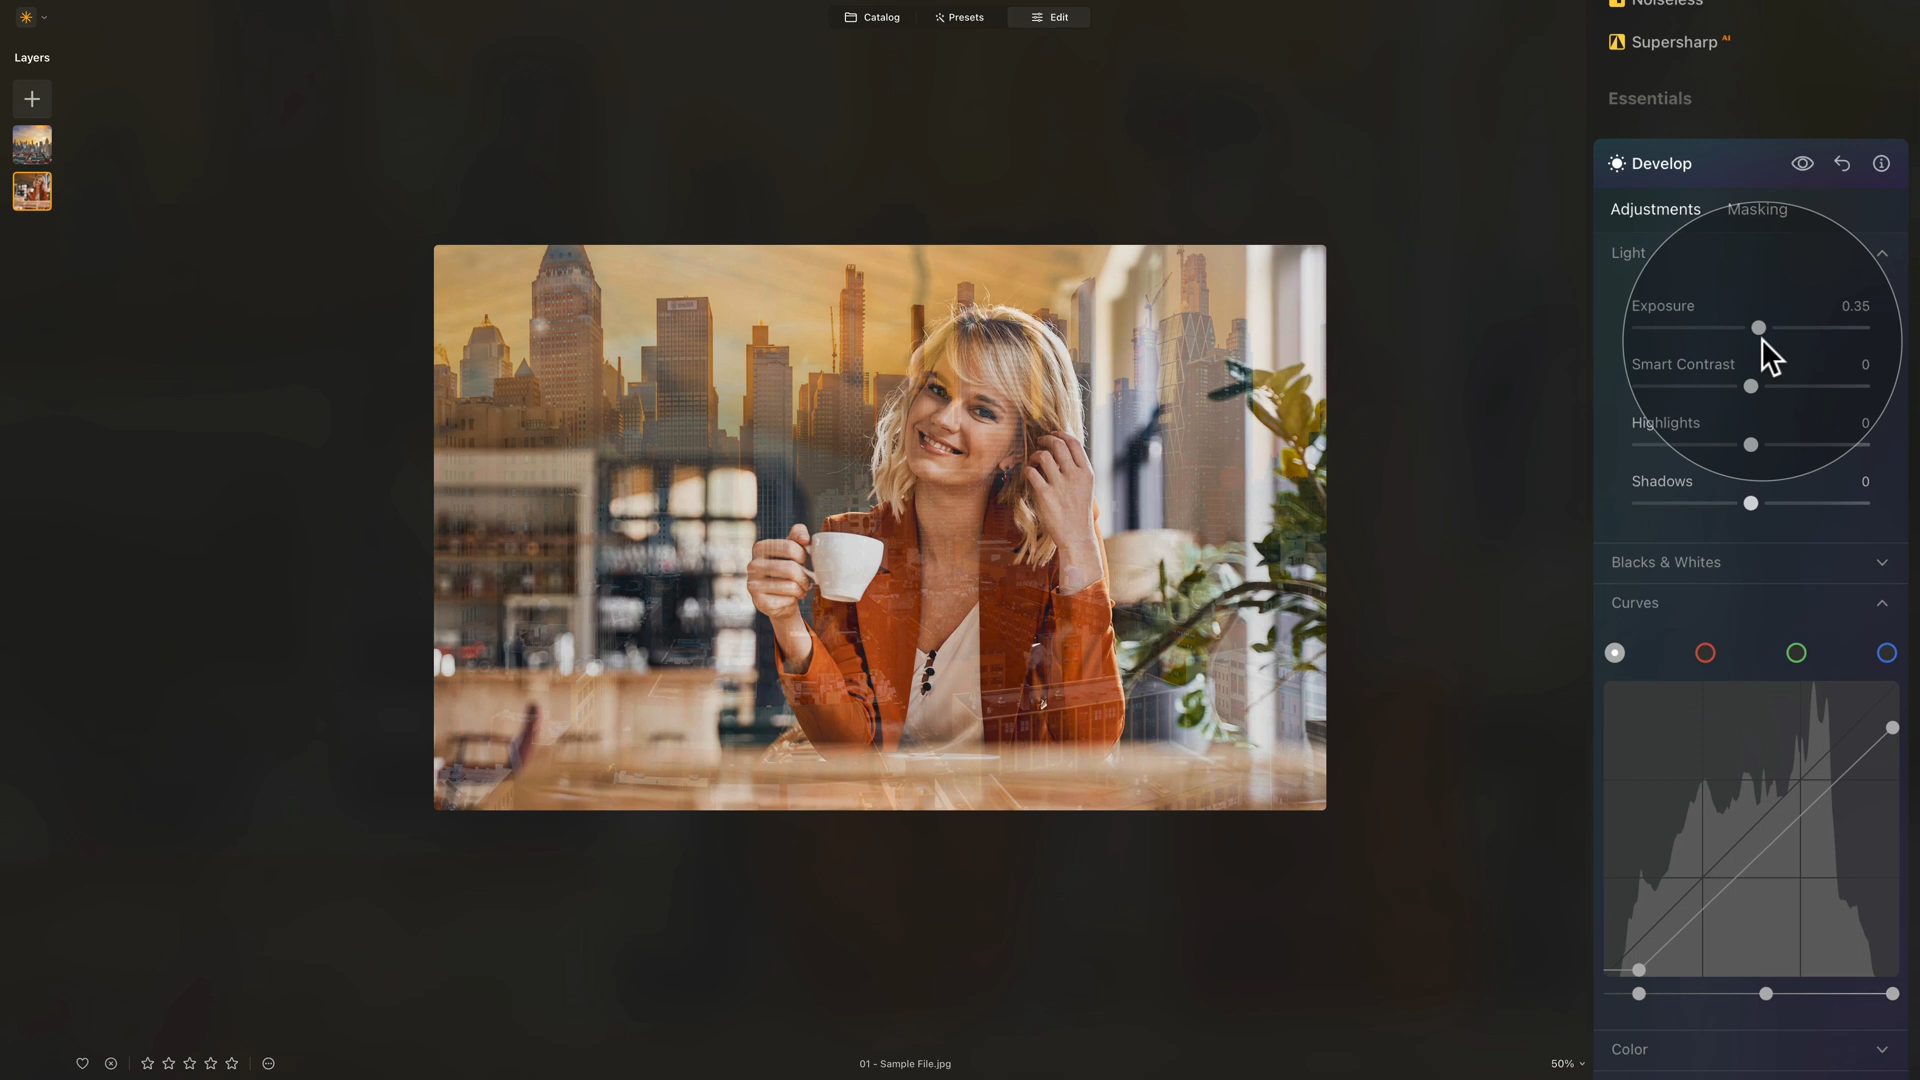 Catalog
Presets
Edit
Layers
Noiseless
Supersharp AI
Essentials
Develop
Adjustments Masking
Light
Exposure 0.35
Smart Contrast 0
Highlights 0
Shadows 0
Blacks & Whites
Curves
Color
01 - Sample File.jpg
50%